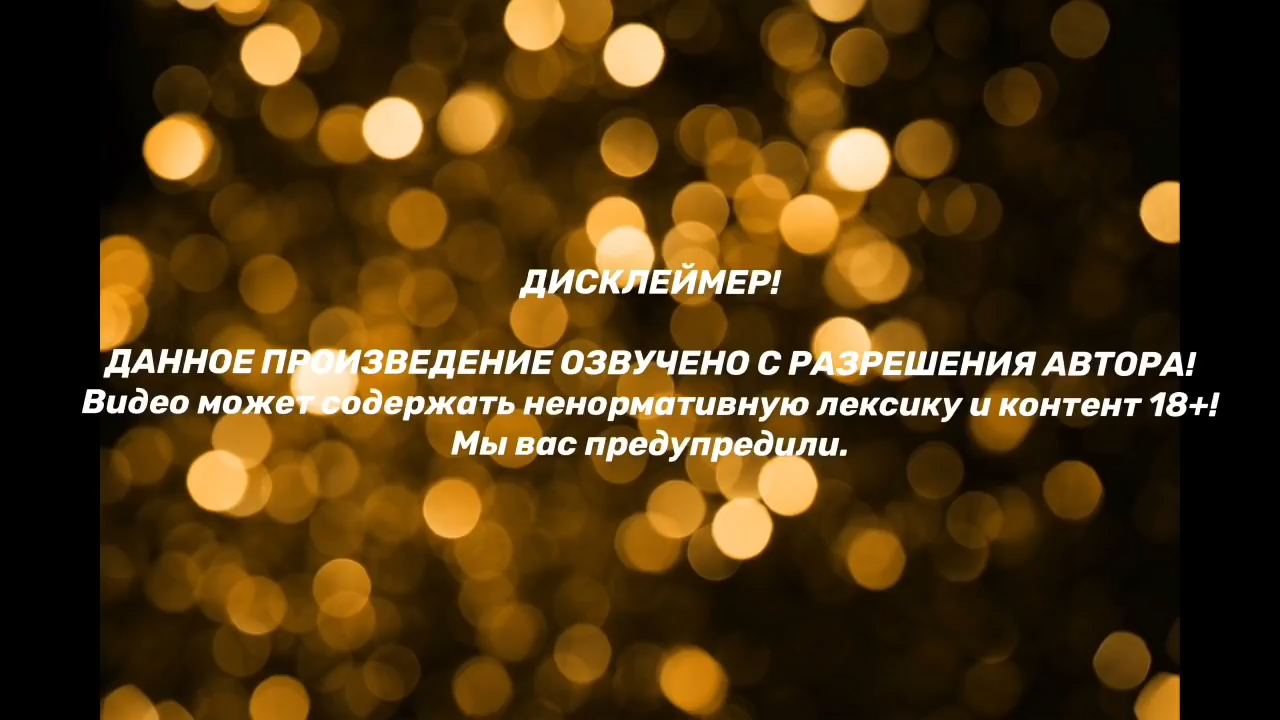 ДИСКЛЕЙМЕР!
ДАННОЕ ПРОИЗВЕДЕНИЕ ОЗВУЧЕНО С РАЗРЕШЕНИЯ АВТОРА!
Видео может содержать ненормативную лексику и контент 18+!
Мы вас предупредили.